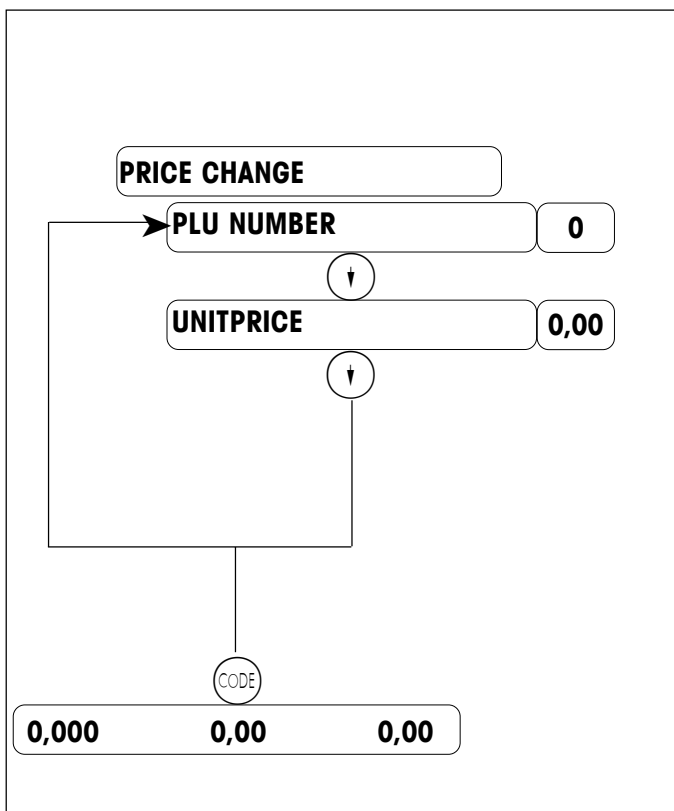 PRICE CHANGE
PLU NUMBER 0
UNITPRICE 0,00
CODE
0,000 0,00 0,00